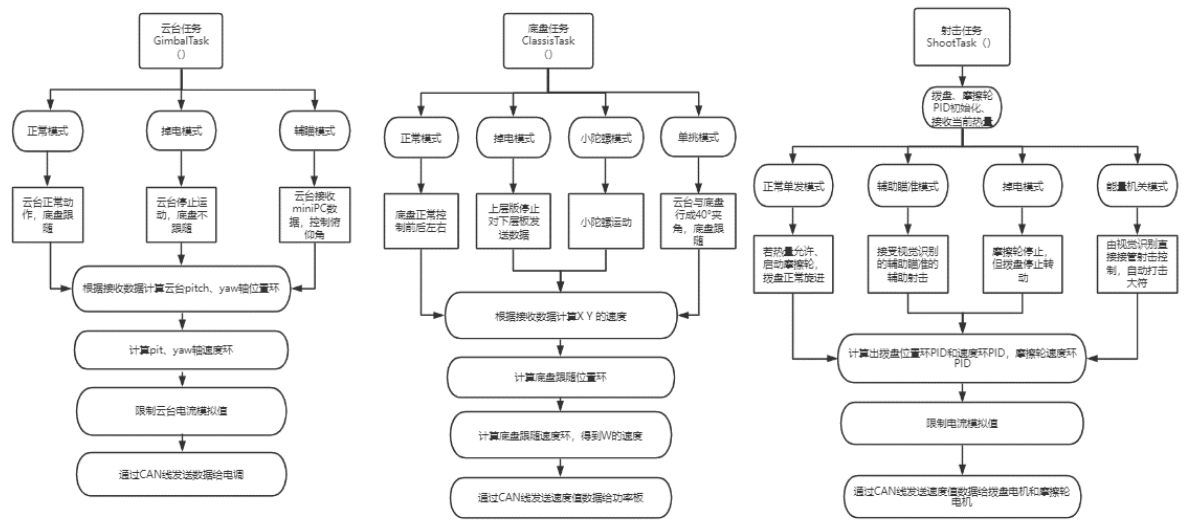 云台任务
GimbalTask
（）
正常模式
掉电模式
辅瞄模式
云台正常动
作，底盘跟
随
云台停止运
动，底盘不
跟随
云台接收
miniPC数
据，控制俯
仰角
根据接收数据计算云台pitch、yaw轴位置环
计算pit、yaw轴速度环
限制云台电流模拟值
通过CAN线发送数据给电调
底盘任务
ClassisTask
（）
正常模式
掉电模式
小陀螺模式
单挑模式
底盘正常控
制前后左右
上层版停止
对下层板发
送数据
小陀螺运动
云台与底盘
行成40°夹
角，底盘跟
随
根据接收数据计算X Y 的速度
计算底盘跟随位置环
计算底盘跟随速度环，得到W的速度
通过CAN线发送速度值数据给功率板
射击任务
ShootTask（）
拨盘、摩擦轮
PID初始化、
接收当前热量
正常单发模式
辅助瞄准模式
掉电模式
能量机关模式
若热量允许、
启动摩擦轮，
拨盘正常旋进
接受视觉识别
的辅助瞄准的
辅助射击
摩擦轮停止，
但拨盘停止转
动
由视觉识别直
接接管射击控
制，自动打击
大符
计算出拨盘位置环PID和速度环PID，摩擦轮速度环
PID
限制电流模拟值
通过CAN线发送速度值数据给拨盘电机和摩擦轮
电机